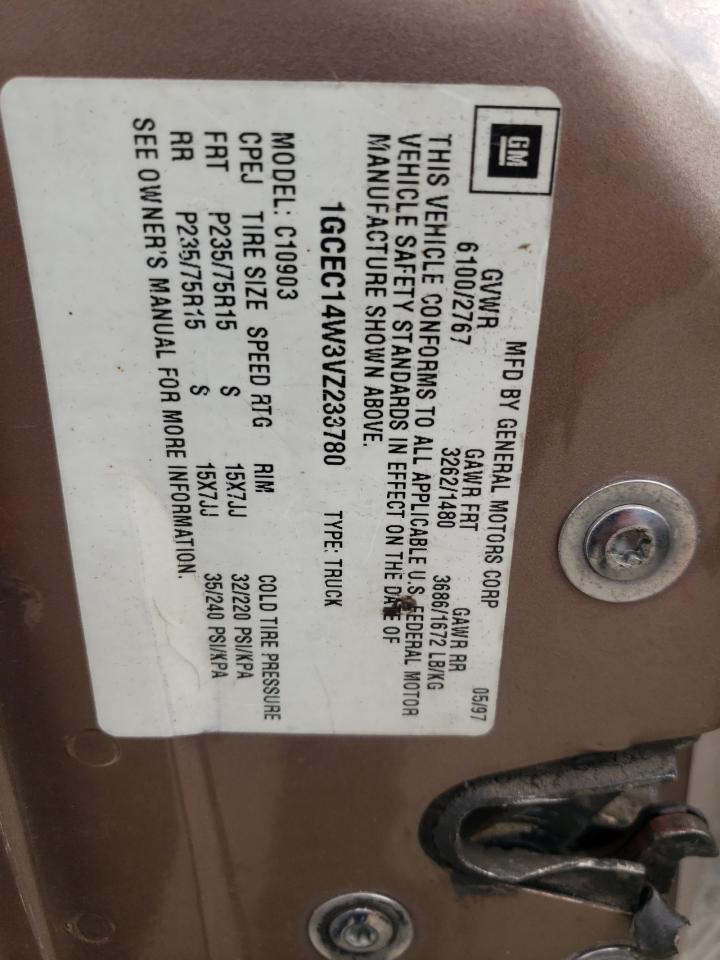 GM
MFD BY GENERAL MOTORS CORP 05/97
GVWR GAWR FRT GAWR RR
6100/2767 3262/1480 3686/1672 LB/KG
THIS VEHICLE CONFORMS TO ALL APPLICABLE U.S. FEDERAL MOTOR
VEHICLE SAFETY STANDARDS IN EFFECT ON THE DATE OF
MANUFACTURE SHOWN ABOVE.
1GCEC14W3VZ233780 TYPE: TRUCK
MODEL: C10903
CPEJ TIRE SIZE SPEED RTG RIM COLD TIRE PRESSURE
FRT P235/75R15 S 15X7JJ 32/220 PSI/KPA
RR P235/75R15 S 15X7JJ 35/240 PSI/KPA
SEE OWNER'S MANUAL FOR MORE INFORMATION.